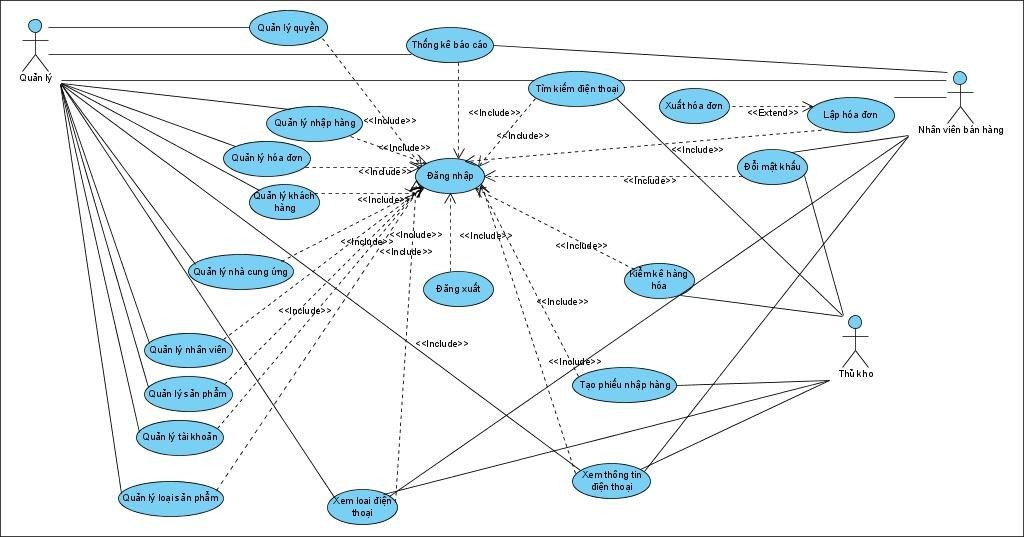 Quản lý quyền
Thống kê báo cáo
Quản lý
Tìm kiếm điện thoại
Xuất hóa đơn
<<Extend>>
Lập hóa đơn
Nhân viên bán hàng
Quản lý nhập hàng
<<Include>>
<<Include>>
<<Include>>
<<Include>>
<<Include>>
Quản lý hóa đơn
<<Include>>
Đăng nhập
Đổi mật khẩu
<<Include>>
Quản lý khách
hàng
<<Include>>
<<Include>>
<<Include>>
<<Include>>
<<Include>>
<<Include>>
Quản lý nhà cung ứng
Đăng xuất
Kiểm kê hàng
hóa
<<Include>>
<<Include>>
<<Include>>
Quản lý nhân viên
<<Include>>
Thủ kho
Quản lý sản phẩm
Tạo phiếu nhập hàng
Quản lý tài khoản
Quản lý loại sản phẩm
Xem loại điện
thoại
Xem thông tin
điện thoại